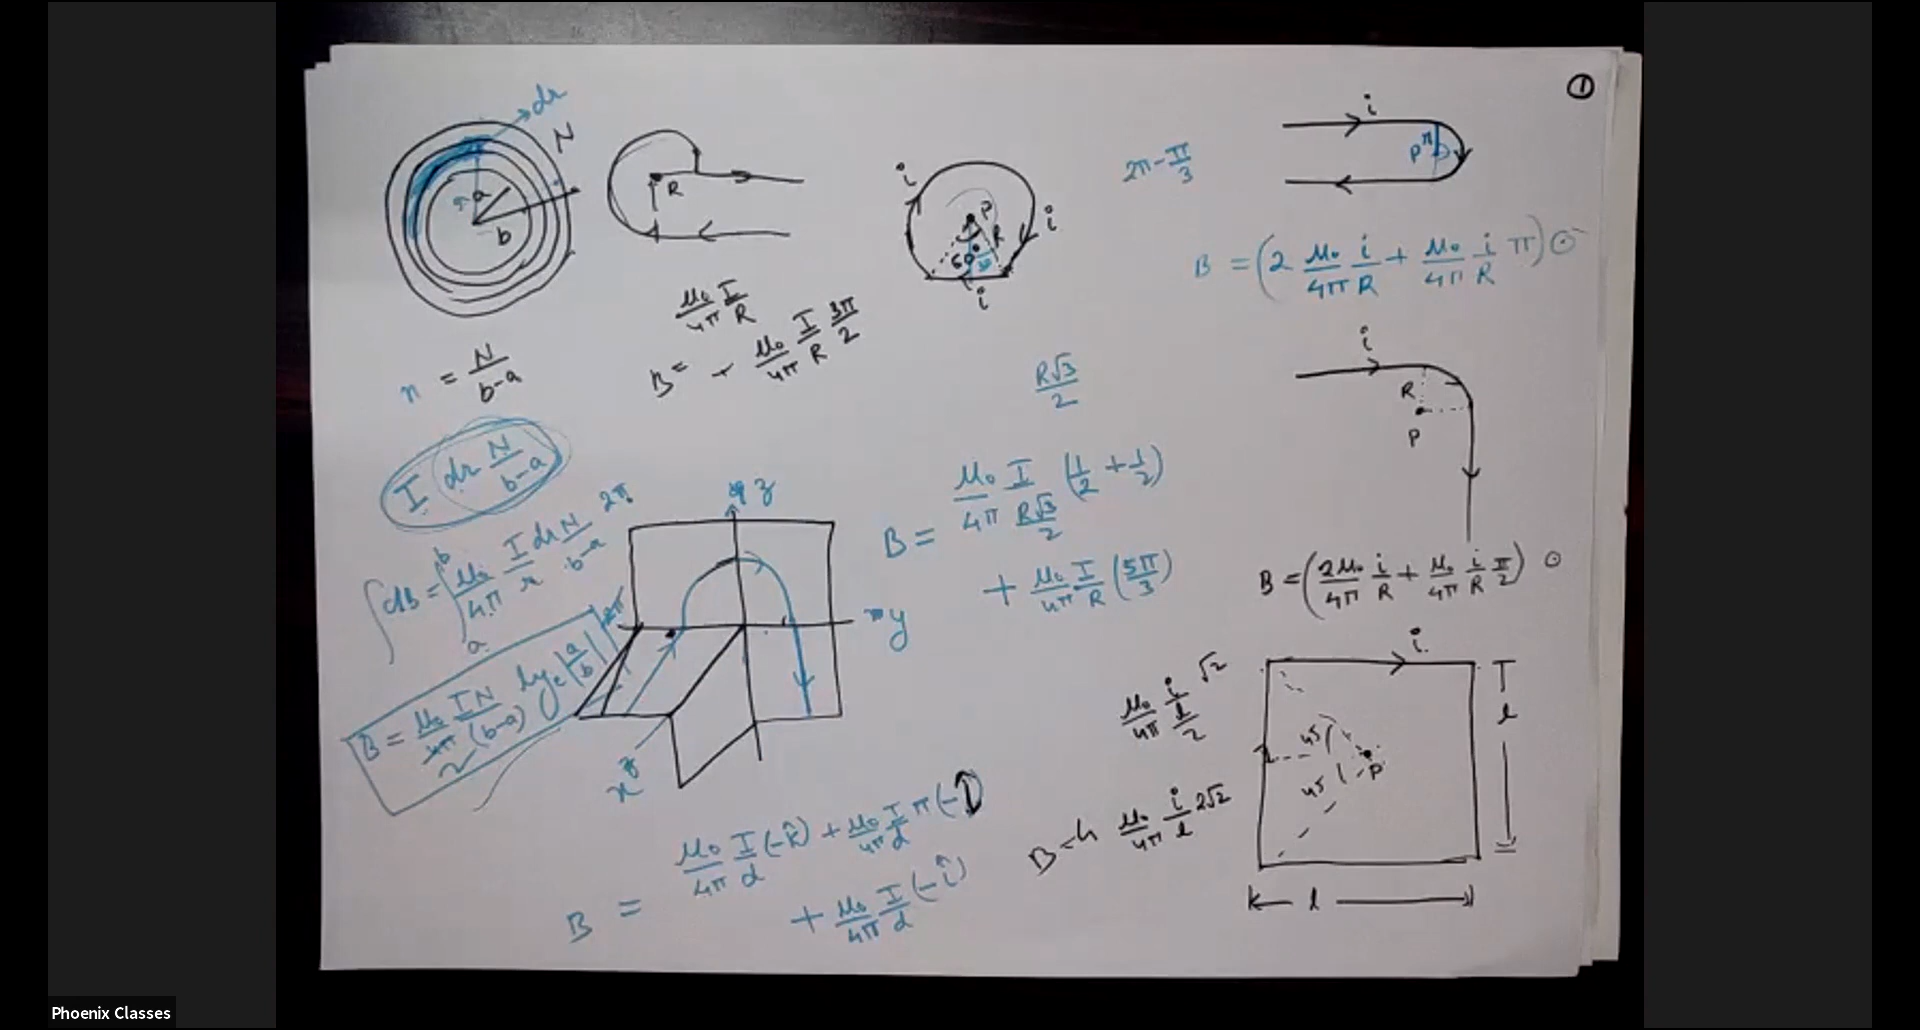 ①
dr
N
a
b
n = N/(b-a)
I dr N/(b-a)
∫dB = ∫_a^b μ₀/4π I dr N/(r (b-a)) 2π
B = μ₀ I N/(2 (b-a)) log_e |a/b|
R
μ₀/4π I/R
B = + μ₀/4π I/R 3π/2
i
P
R
60°
i
i
2π - π/3
R√3/2
B = μ₀/4π I/(R√3/2) (1/2 + 1/2)
+ μ₀/4π I/R (5π/3)
z
y
x
B = μ₀/4π I/d (-k̂) + μ₀/4π I/d π (-î)
+ μ₀/4π I/d (-î)
i
P π
B = (2 μ₀/4π i/R + μ₀/4π i/R π) ⊙
i
R
P
B = (2μ₀/4π i/R + μ₀/4π i/R π/2) ⊙
i
l
45
45
P
l
μ₀/4π i/(l/2) √2
B = 4 μ₀/4π i/l 2√2
Phoenix Classes